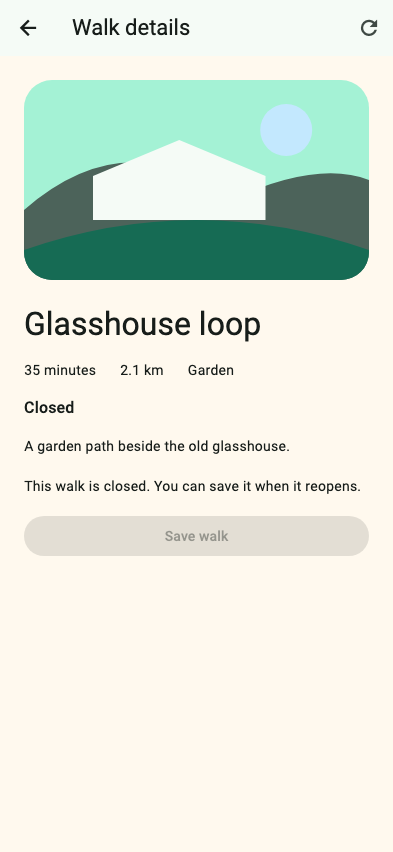 Walk details
Glasshouse loop
35 minutes 2.1 km Garden
Closed
A garden path beside the old glasshouse.
This walk is closed. You can save it when it reopens.
Save walk